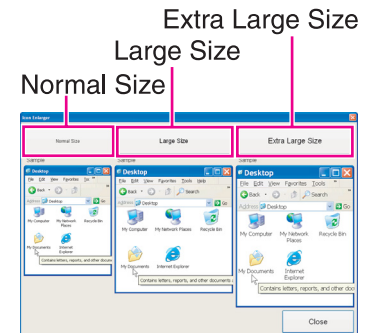 Extra Large Size
Large Size
Normal Size
Icon Enlarger
Normal Size Large Size Extra Large Size
Sample Sample Sample
Desktop Desktop Desktop
File Edit View Favorites Tools File Edit View Favorites Tools Help File Edit View Favorites Tools
Back Search Back Search Back Search
Address Desktop Go Address Desktop Go Address Desktop Go
My Computer My Network Places Recycle Bin My Computer My Network Places Recycle Bin My Computer My Network Places Recycle Bin
My Documents Internet Explorer My Documents Internet Explorer My Documents Internet Explorer
Contains letters, reports, and other documents Contains letters, reports, and other documents Contains letters, reports, and other doc
Close